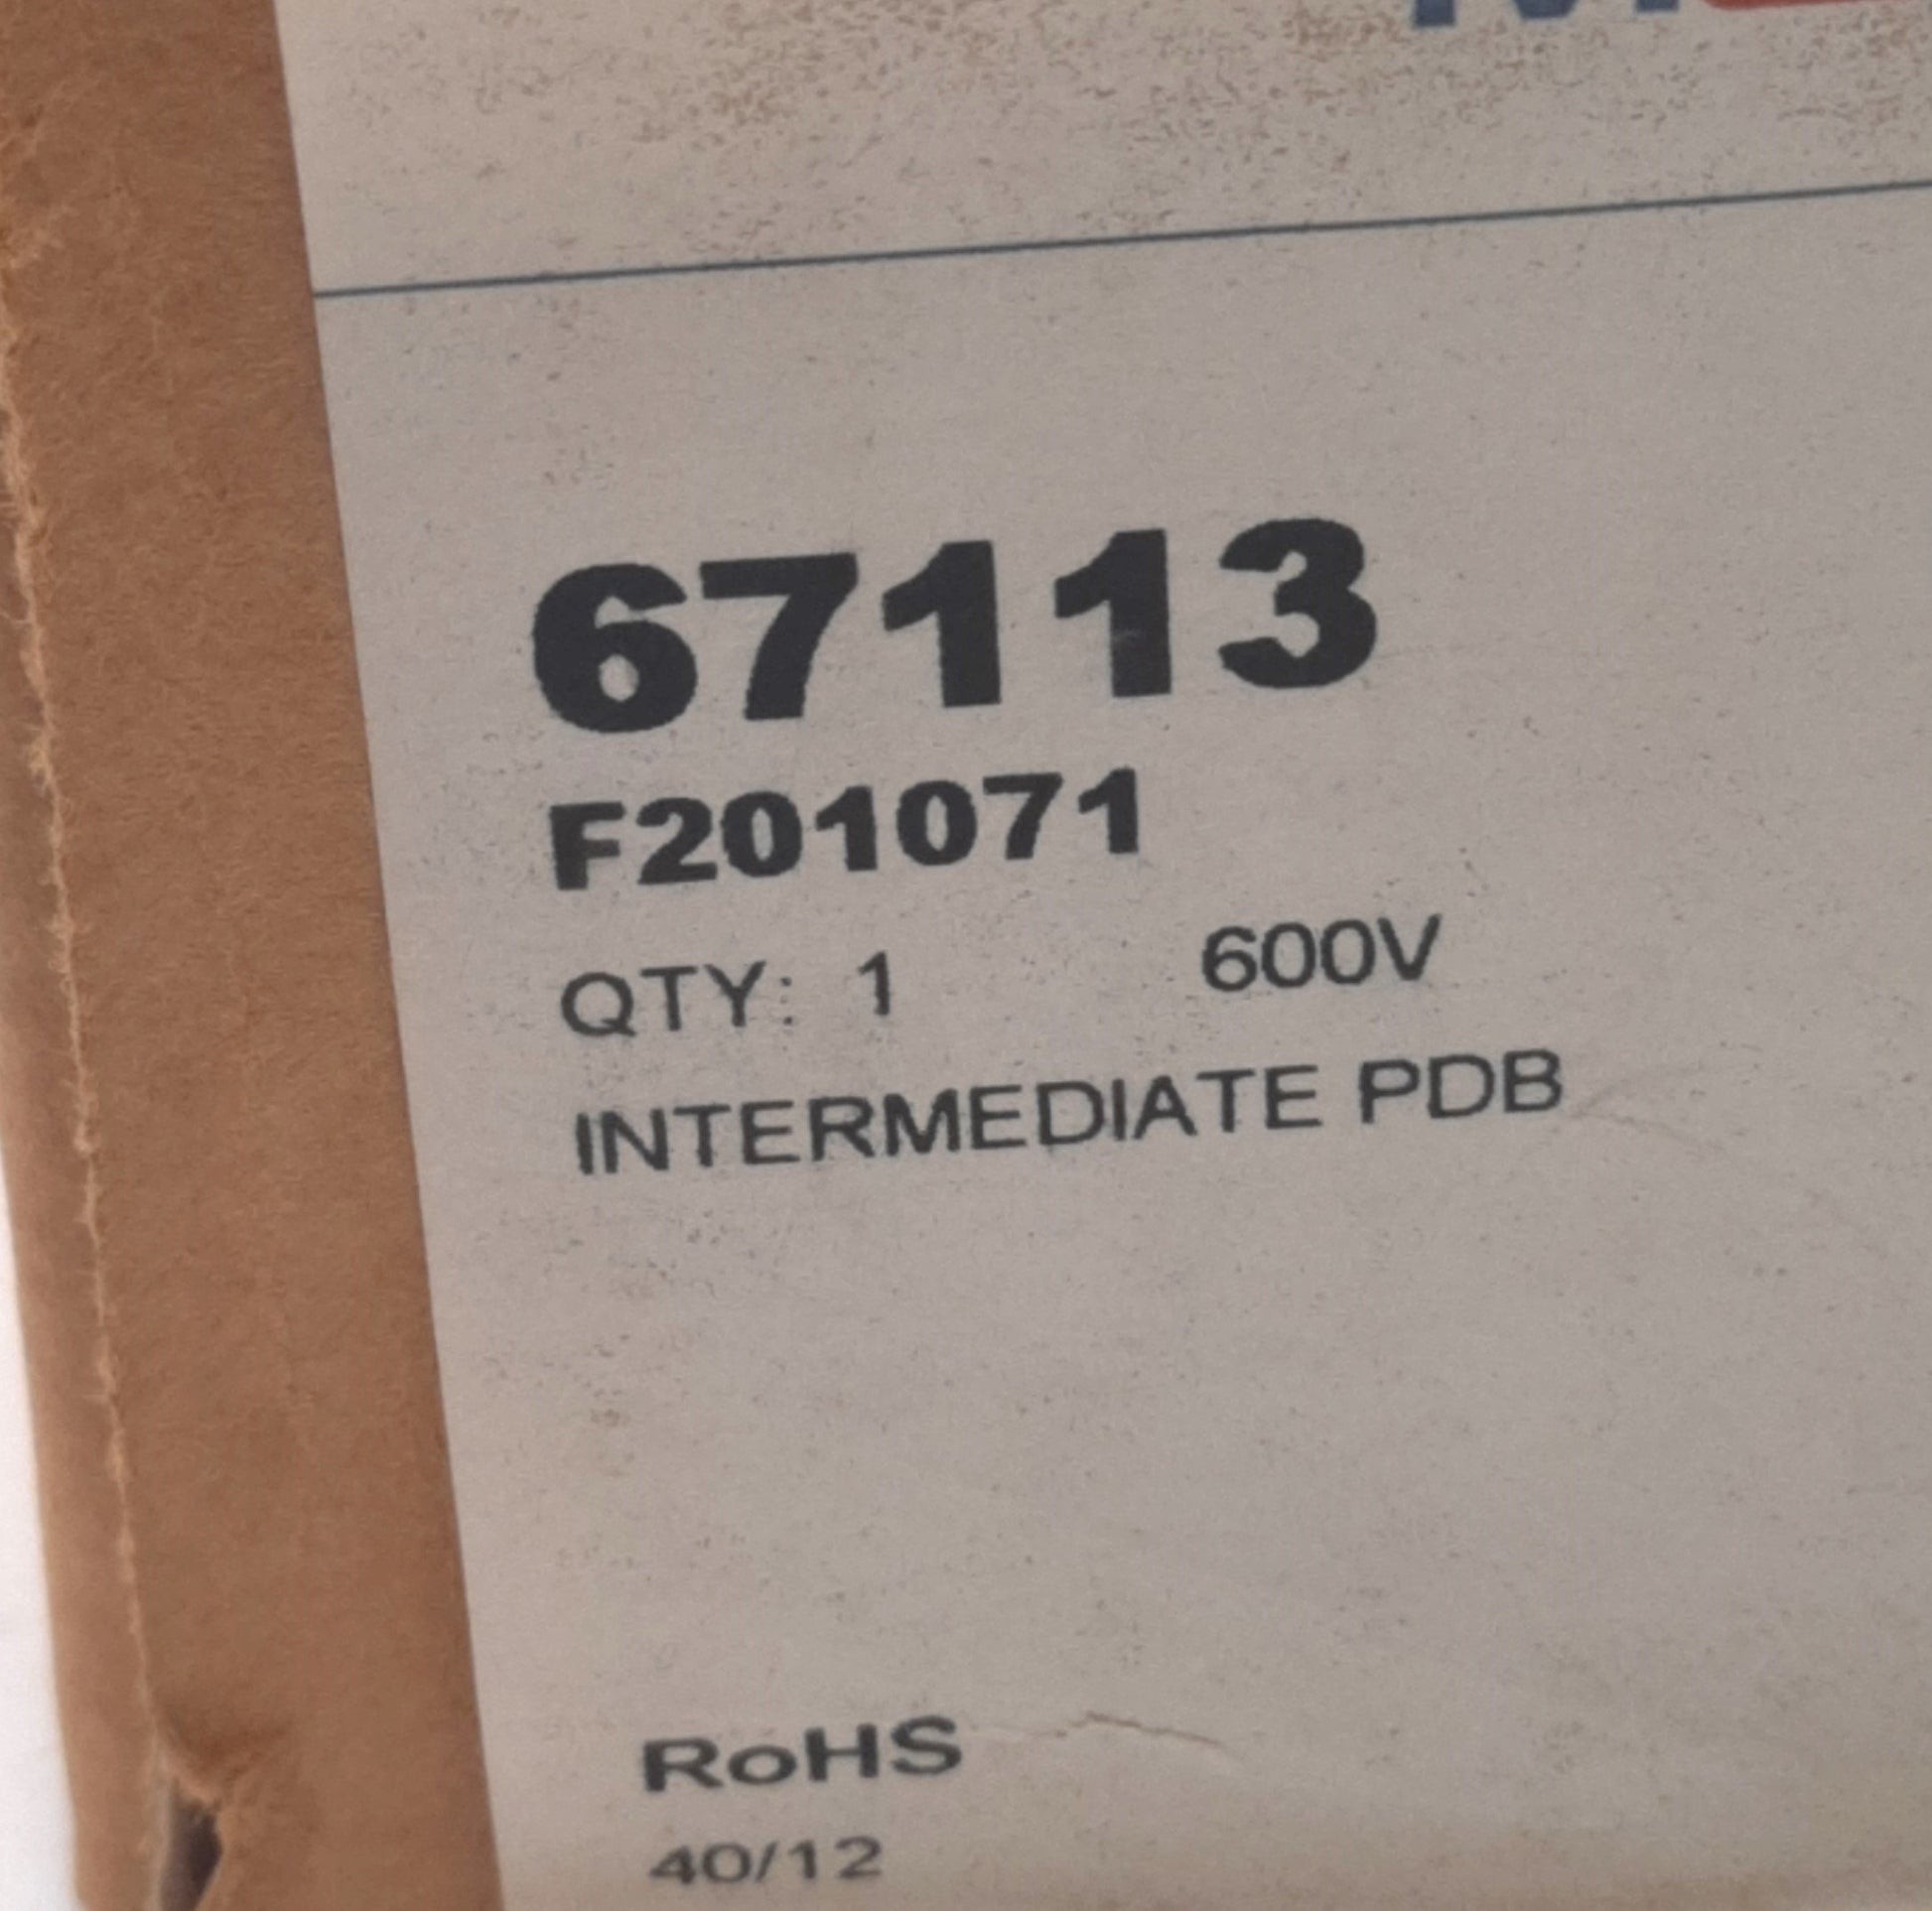 67113
F201071
QTY: 1 600V
INTERMEDIATE PDB
RoHS
40/12